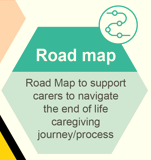 Road map
Road Map to support
carers to navigate
the end of life
caregiving
journey/process